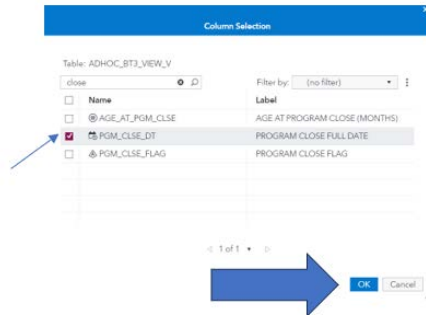 Column Selection
Table: ADHOC_BT3_VIEW_V
close Filter by: (no filter)
Name Label
AGE_AT_PGM_CLSE AGE AT PROGRAM CLOSE (MONTHS)
PGM_CLSE_DT PROGRAM CLOSE FULL DATE
PGM_CLSE_FLAG PROGRAM CLOSE FLAG
1 of 1
OK Cancel